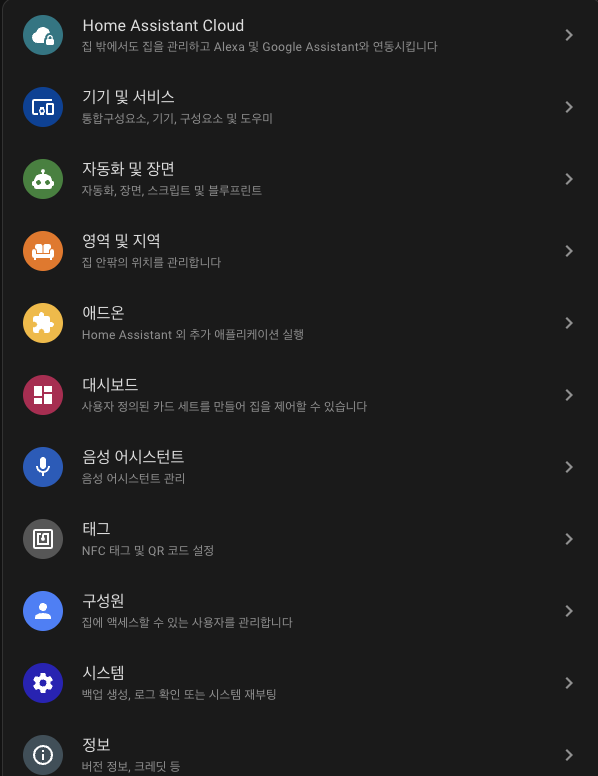 Home Assistant Cloud
집 밖에서도 집을 관리하고 Alexa 및 Google Assistant와 연동시킵니다
기기 및 서비스
통합구성요소, 기기, 구성요소 및 도우미
자동화 및 장면
자동화, 장면, 스크립트 및 블루프린트
영역 및 지역
집 안팎의 위치를 관리합니다
애드온
Home Assistant 외 추가 애플리케이션 실행
대시보드
사용자 정의된 카드 세트를 만들어 집을 제어할 수 있습니다
음성 어시스턴트
음성 어시스턴트 관리
태그
NFC 태그 및 QR 코드 설정
구성원
집에 액세스할 수 있는 사용자를 관리합니다
시스템
백업 생성, 로그 확인 또는 시스템 재부팅
정보
버전 정보, 크레딧 등